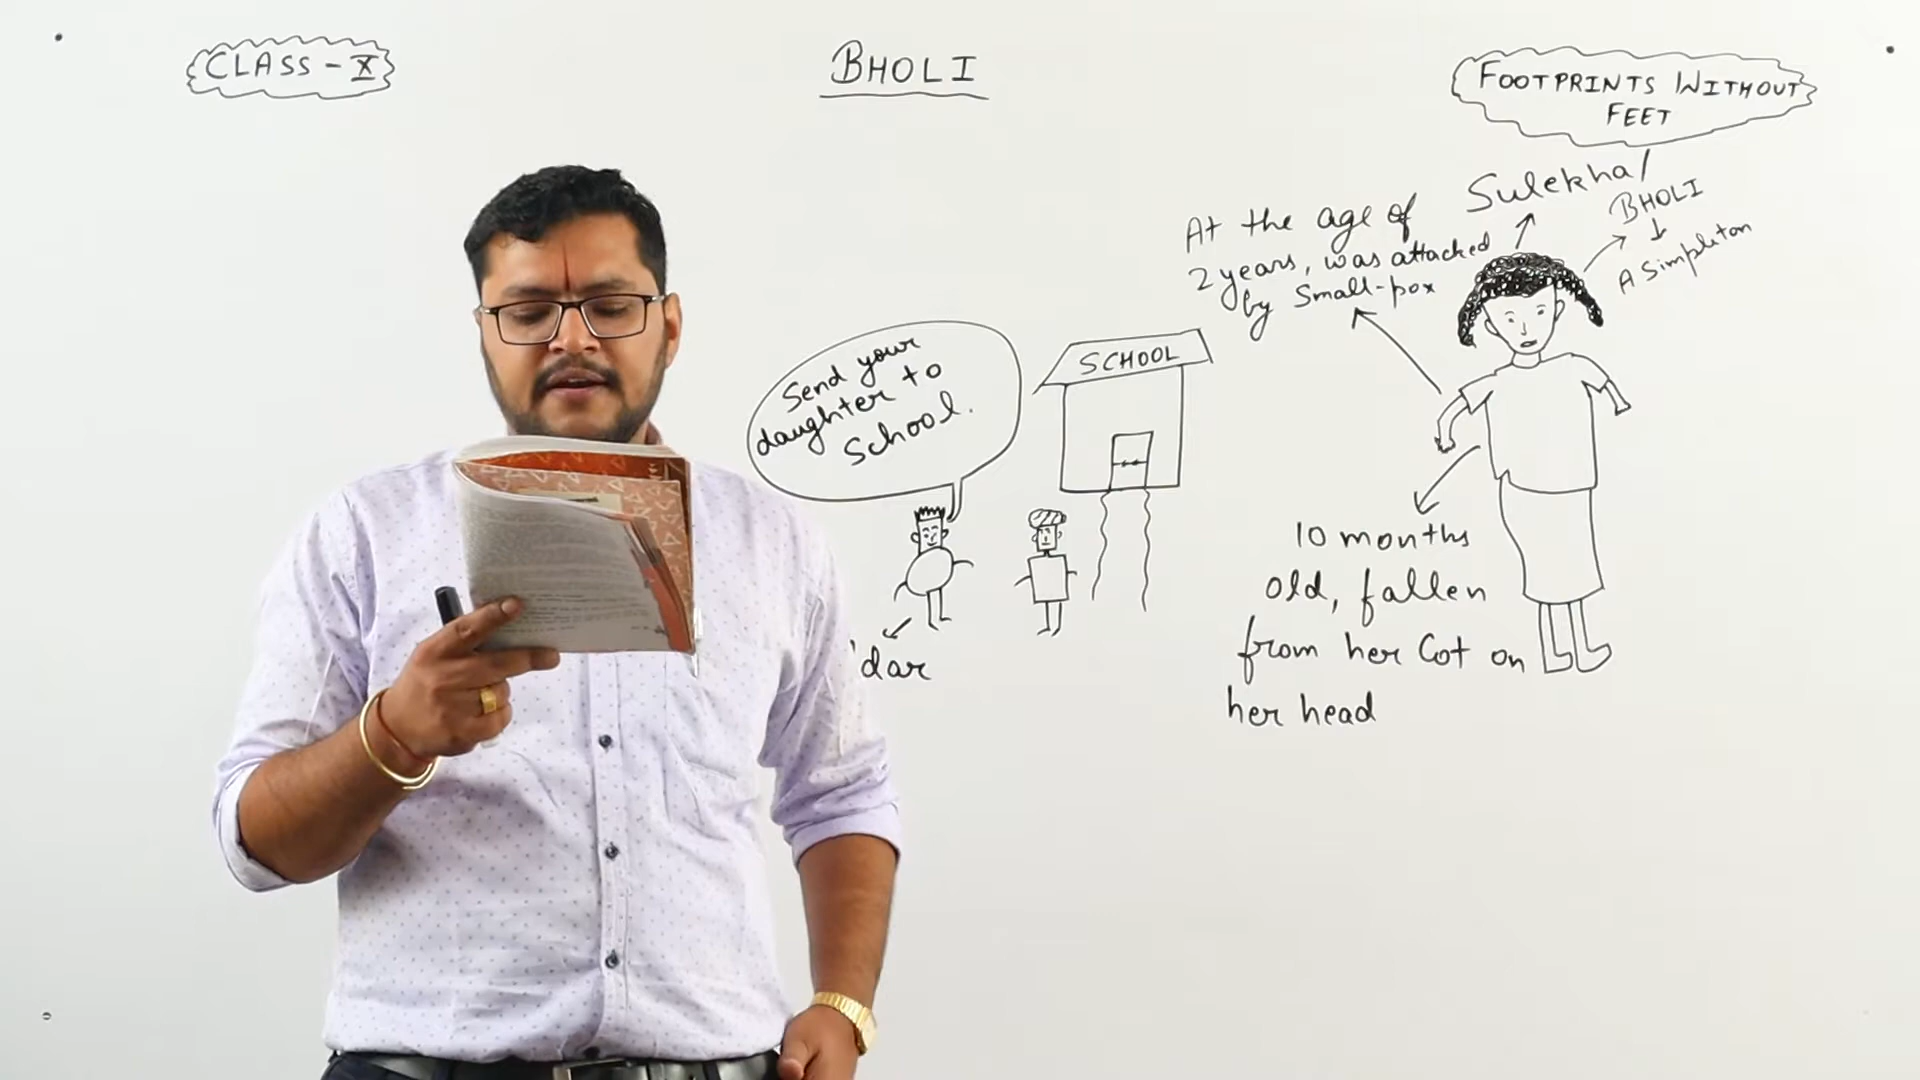 CLASS - X
BHOLI
FOOTPRINTS WITHOUT
FEET
Sulekha/
BHOLI
A Simpleton
At the age of
2 years, was attacked
by Small-pox
Send your
daughter to
School.
SCHOOL
'dar
10 months
old, fallen
from her Cot on
her head